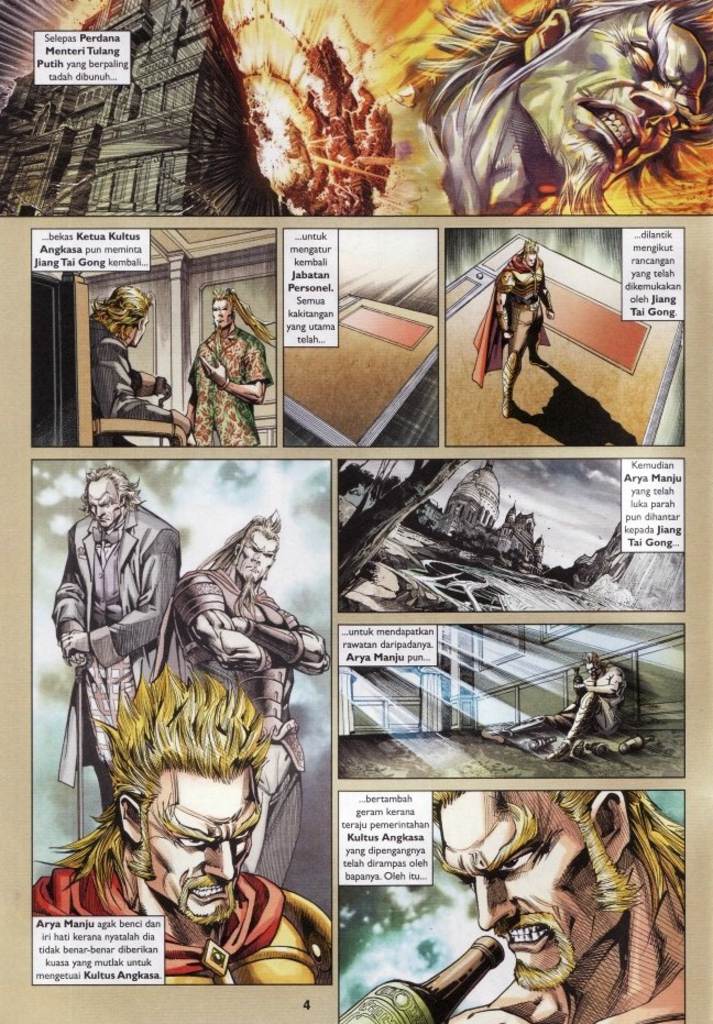 Selepas Perdana
Menteri Tulang
Putih yang berpaling
tadah dibunuh...
...bekas Ketua Kultus
Angkasa pun meminta
Jiang Tai Gong kembali...
...untuk
mengatur
kembali
Jabatan
Personel.
Semua
kakitangan
yang utama
telah...
...dilantik
mengikut
rancangan
yang telah
dikemukakan
oleh Jiang
Tai Gong.
Arya Manju agak benci dan
iri hati kerana nyatalah dia
tidak benar-benar diberikan
kuasa yang mutlak untuk
mengetuai Kultus Angkasa.
Kemudian
Arya Manju
yang telah
luka parah
pun dihantar
kepada Jiang
Tai Gong...
...untuk mendapatkan
rawatan daripadanya.
Arya Manju pun...
...bertambah
geram kerana
teraju pemerintahan
Kultus Angkasa
yang dipengangnya
telah dirampas oleh
bapanya. Oleh itu...
4